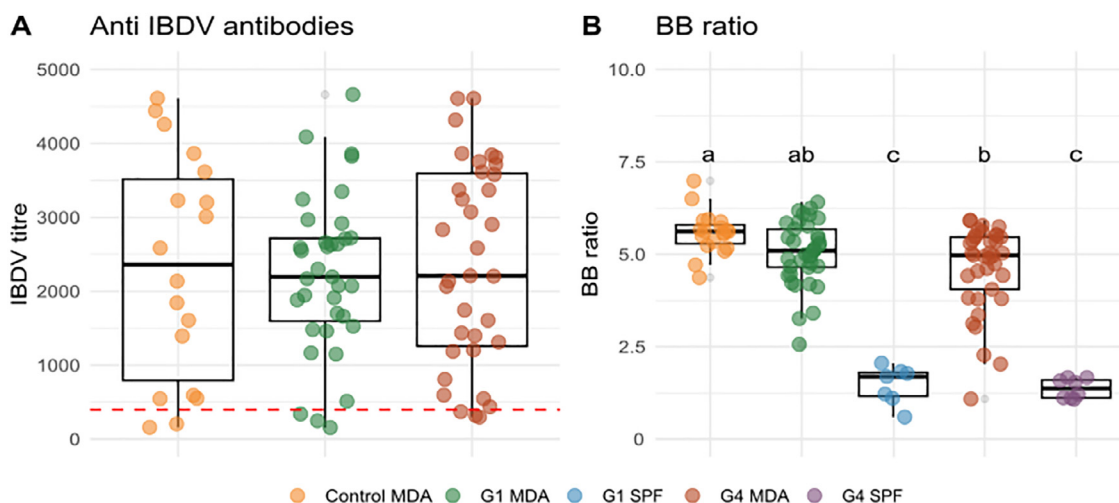 A Anti IBDV antibodies
IBDV titre
5000
4000
3000
2000
1000
0
B BB ratio
BB ratio
10.0
7.5
5.0
2.5
0
a ab c b c
Control MDA G1 MDA G1 SPF G4 MDA G4 SPF